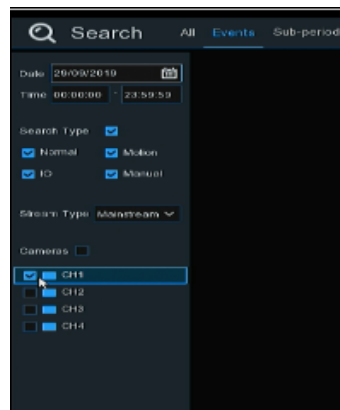 Search All Events Sub-period
Date 29/09/2019
Time 00:00:00 - 23:59:59
Search Type
Normal Motion
IO Manual
Stream Type Mainstream
Cameras
CH1
CH2
CH3
CH4